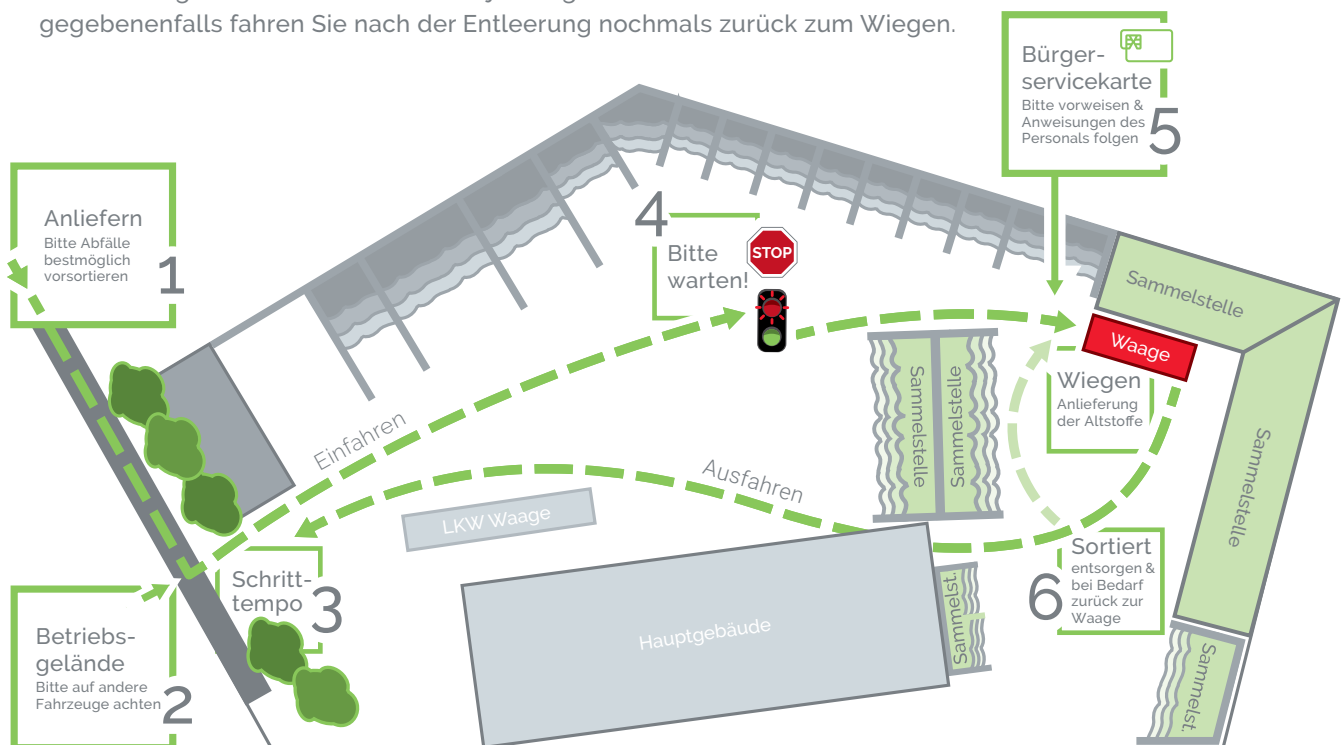 gegebenenfalls fahren Sie nach der Entleerung nochmals zurück zum Wiegen.
Anliefern
Bitte Abfälle
bestmöglich
vorsortieren
1
Betriebs-
gelände
Bitte auf andere
Fahrzeuge achten
2
Schritt-
tempo
3
4
Bitte
warten!
STOP
Bürger-
servicekarte
Bitte vorweisen &
Anweisungen des
Personals folgen
5
Einfahren
Ausfahren
LKW Waage
Hauptgebäude
Sammelstelle
Waage
Wiegen
Anlieferung
der Altstoffe
Sammelstelle
Sammelstelle
Sammelstelle
Sortiert
entsorgen &
bei Bedarf
zurück zur
Waage
6
Sammelst.
Sammelst.